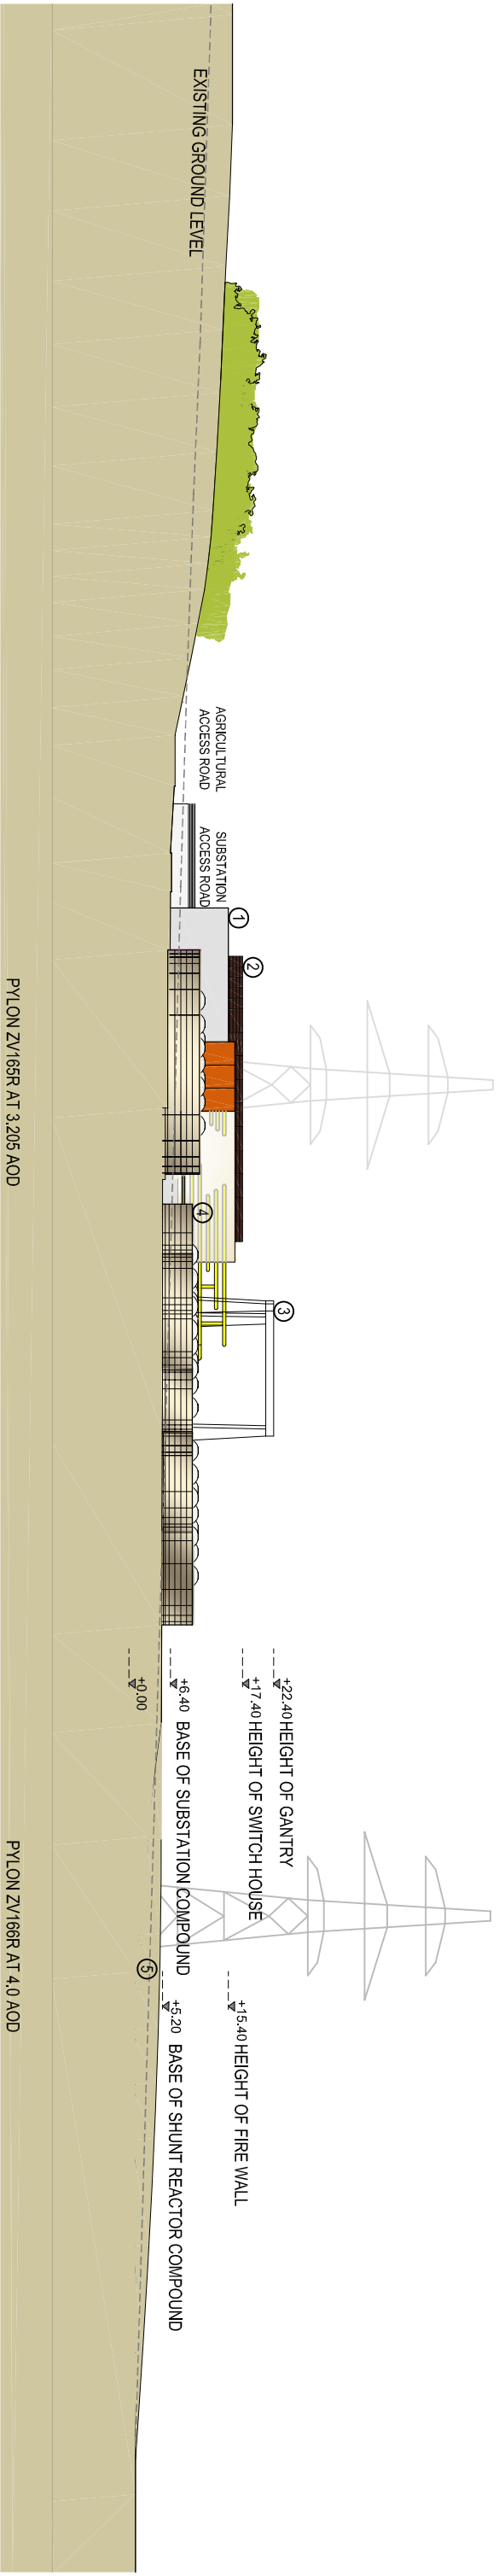 EXISTING GROUND LEVEL
AGRICULTURAL
ACCESS ROAD
SUBSTATION
ACCESS ROAD
1
2
3
4
5
+22.40 HEIGHT OF GANTRY
+17.40 HEIGHT OF SWITCH HOUSE
+6.40 BASE OF SUBSTATION COMPOUND
+0.00
+15.40 HEIGHT OF FIRE WALL
+5.20 BASE OF SHUNT REACTOR COMPOUND
PYLON ZV165R AT 3.205 AOD
PYLON ZV166R AT 4.0 AOD